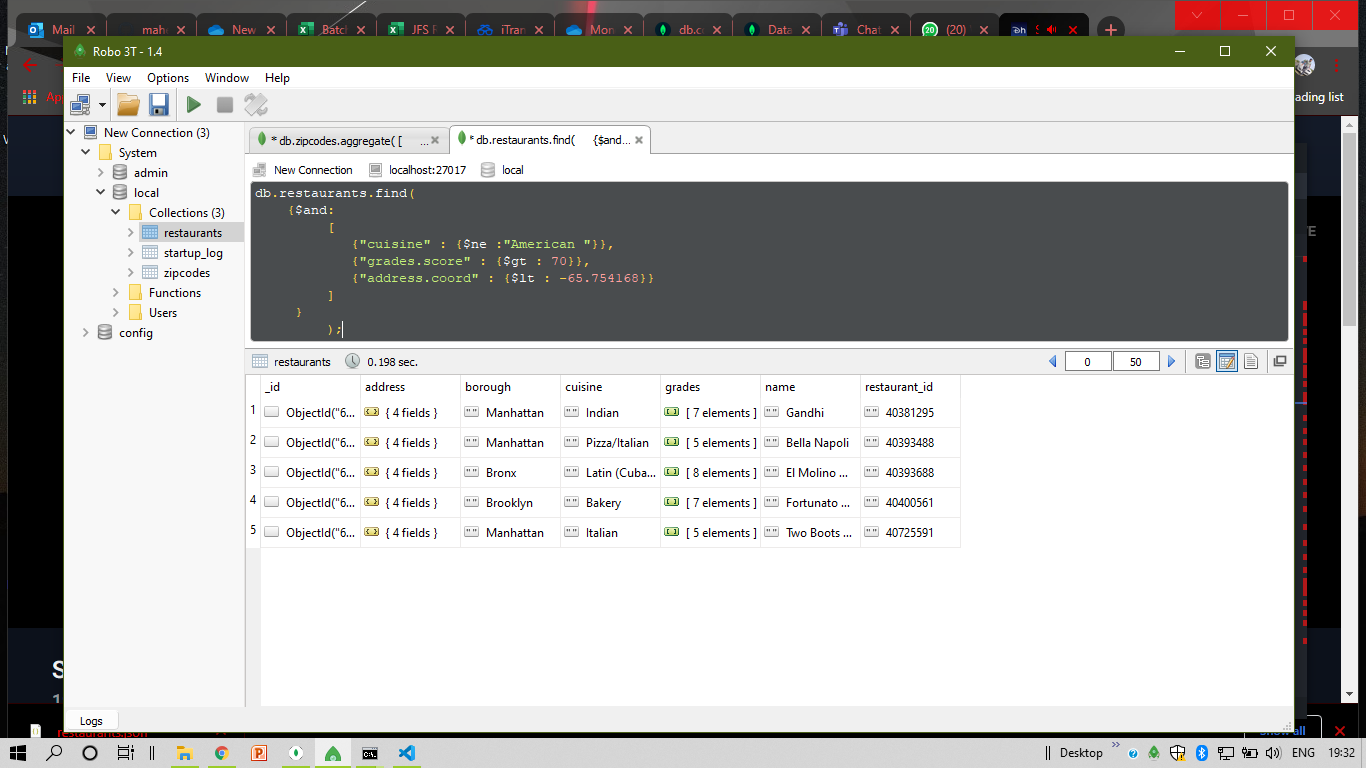 Mail
mahe
New
Batch
JFS R
iTran
Mon
db.co
Data
Chat
20 (20)
Robo 3T - 1.4
File View Options Window Help
ading list
New Connection (3)
System
admin
local
Collections (3)
restaurants
startup_log
zipcodes
Functions
Users
config
* db.zipcodes.aggregate( [ ...
* db.restaurants.find( {$and...
New Connection localhost:27017 local
db.restaurants.find(
{$and:
[
{"cuisine" : {$ne :"American "}},
{"grades.score" : {$gt : 70}},
{"address.coord" : {$lt : -65.754168}}
]
}
);
restaurants 0.198 sec. 0 50
_id address borough cuisine grades name restaurant_id
1 ObjectId("6... { 4 fields } Manhattan Indian [ 7 elements ] Gandhi 40381295
2 ObjectId("6... { 4 fields } Manhattan Pizza/Italian [ 5 elements ] Bella Napoli 40393488
3 ObjectId("6... { 4 fields } Bronx Latin (Cuba... [ 8 elements ] El Molino ... 40393688
4 ObjectId("6... { 4 fields } Brooklyn Bakery [ 7 elements ] Fortunato ... 40400561
5 ObjectId("6... { 4 fields } Manhattan Italian [ 5 elements ] Two Boots ... 40725591
Logs
restaurants.json
Show all
Desktop ENG 19:32